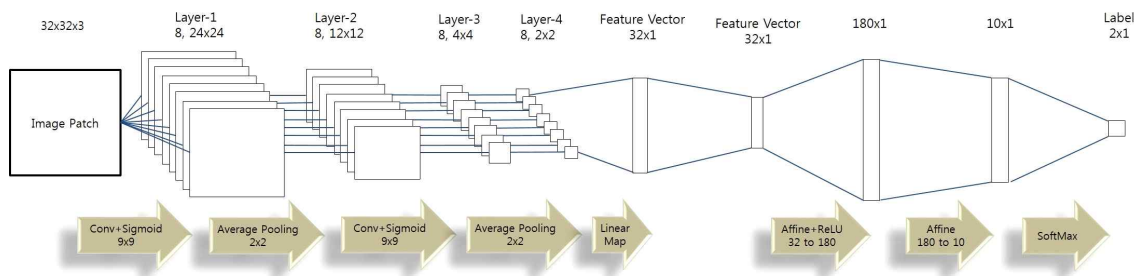 32x32x3
Layer-1
8, 24x24
Layer-2
8, 12x12
Layer-3
8, 4x4
Layer-4
8, 2x2
Feature Vector
32x1
Feature Vector
32x1
180x1
10x1
Label
2x1
Image Patch
Conv+Sigmoid
9x9
Average Pooling
2x2
Conv+Sigmoid
9x9
Average Pooling
2x2
Linear
Map
Affine+ReLU
32 to 180
Affine
180 to 10
SoftMax